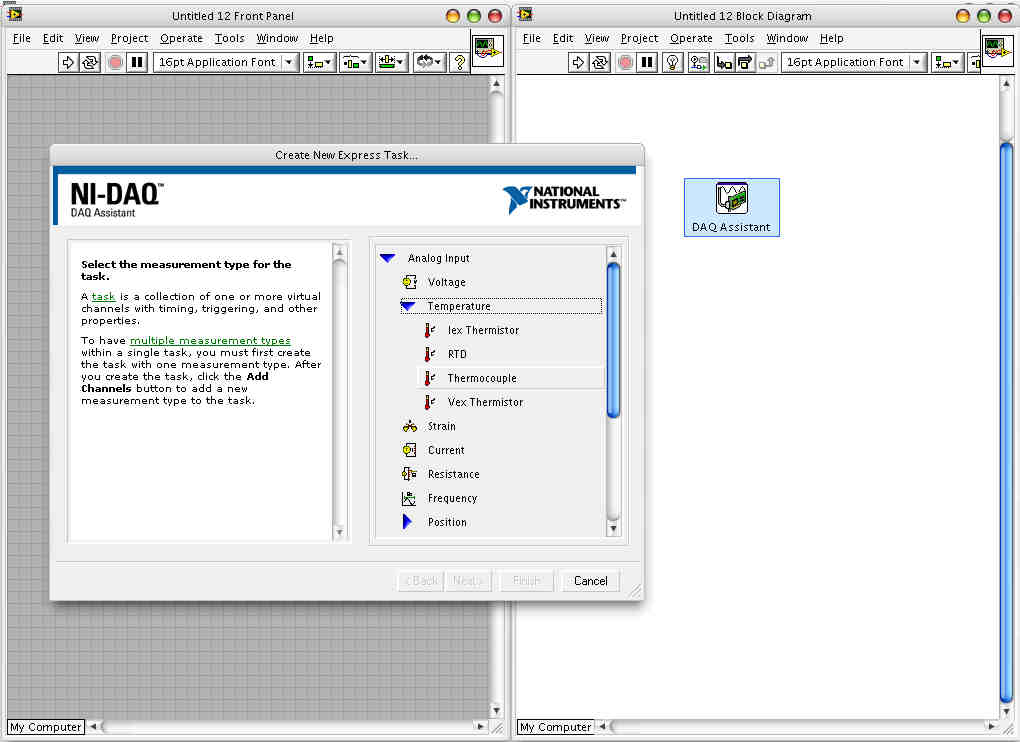 Untitled 12 Front Panel
File Edit View Project Operate Tools Window Help
16pt Application Font
?
Untitled 12 Block Diagram
File Edit View Project Operate Tools Window Help
16pt Application Font
DAQ Assistant
Create New Express Task...
NI-DAQ™
DAQ Assistant
NATIONAL
INSTRUMENTS™
Select the measurement type for the
task.
A task is a collection of one or more virtual
channels with timing, triggering, and other
properties.
To have multiple measurement types
within a single task, you must first create
the task with one measurement type. After
you create the task, click the Add
Channels button to add a new
measurement type to the task.
Analog Input
Voltage
Temperature
Iex Thermistor
RTD
Thermocouple
Vex Thermistor
Strain
Current
Resistance
Frequency
Position
< Back
Next >
Finish
Cancel
My Computer
My Computer